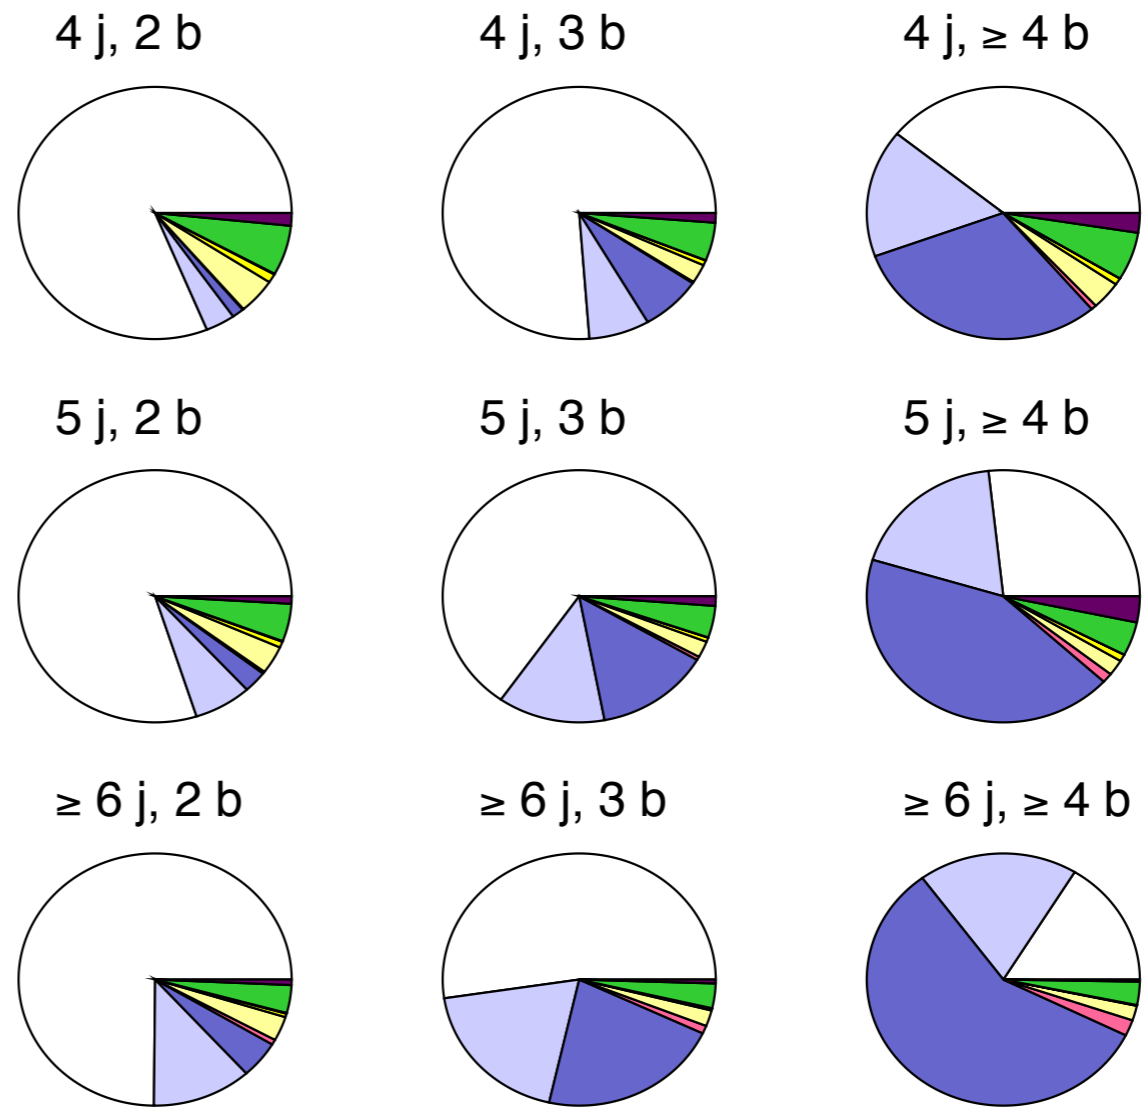 4 j, 2 b
4 j, 3 b
4 j, ≥ 4 b
5 j, 2 b
5 j, 3 b
5 j, ≥ 4 b
≥ 6 j, 2 b
≥ 6 j, 3 b
≥ 6 j, ≥ 4 b